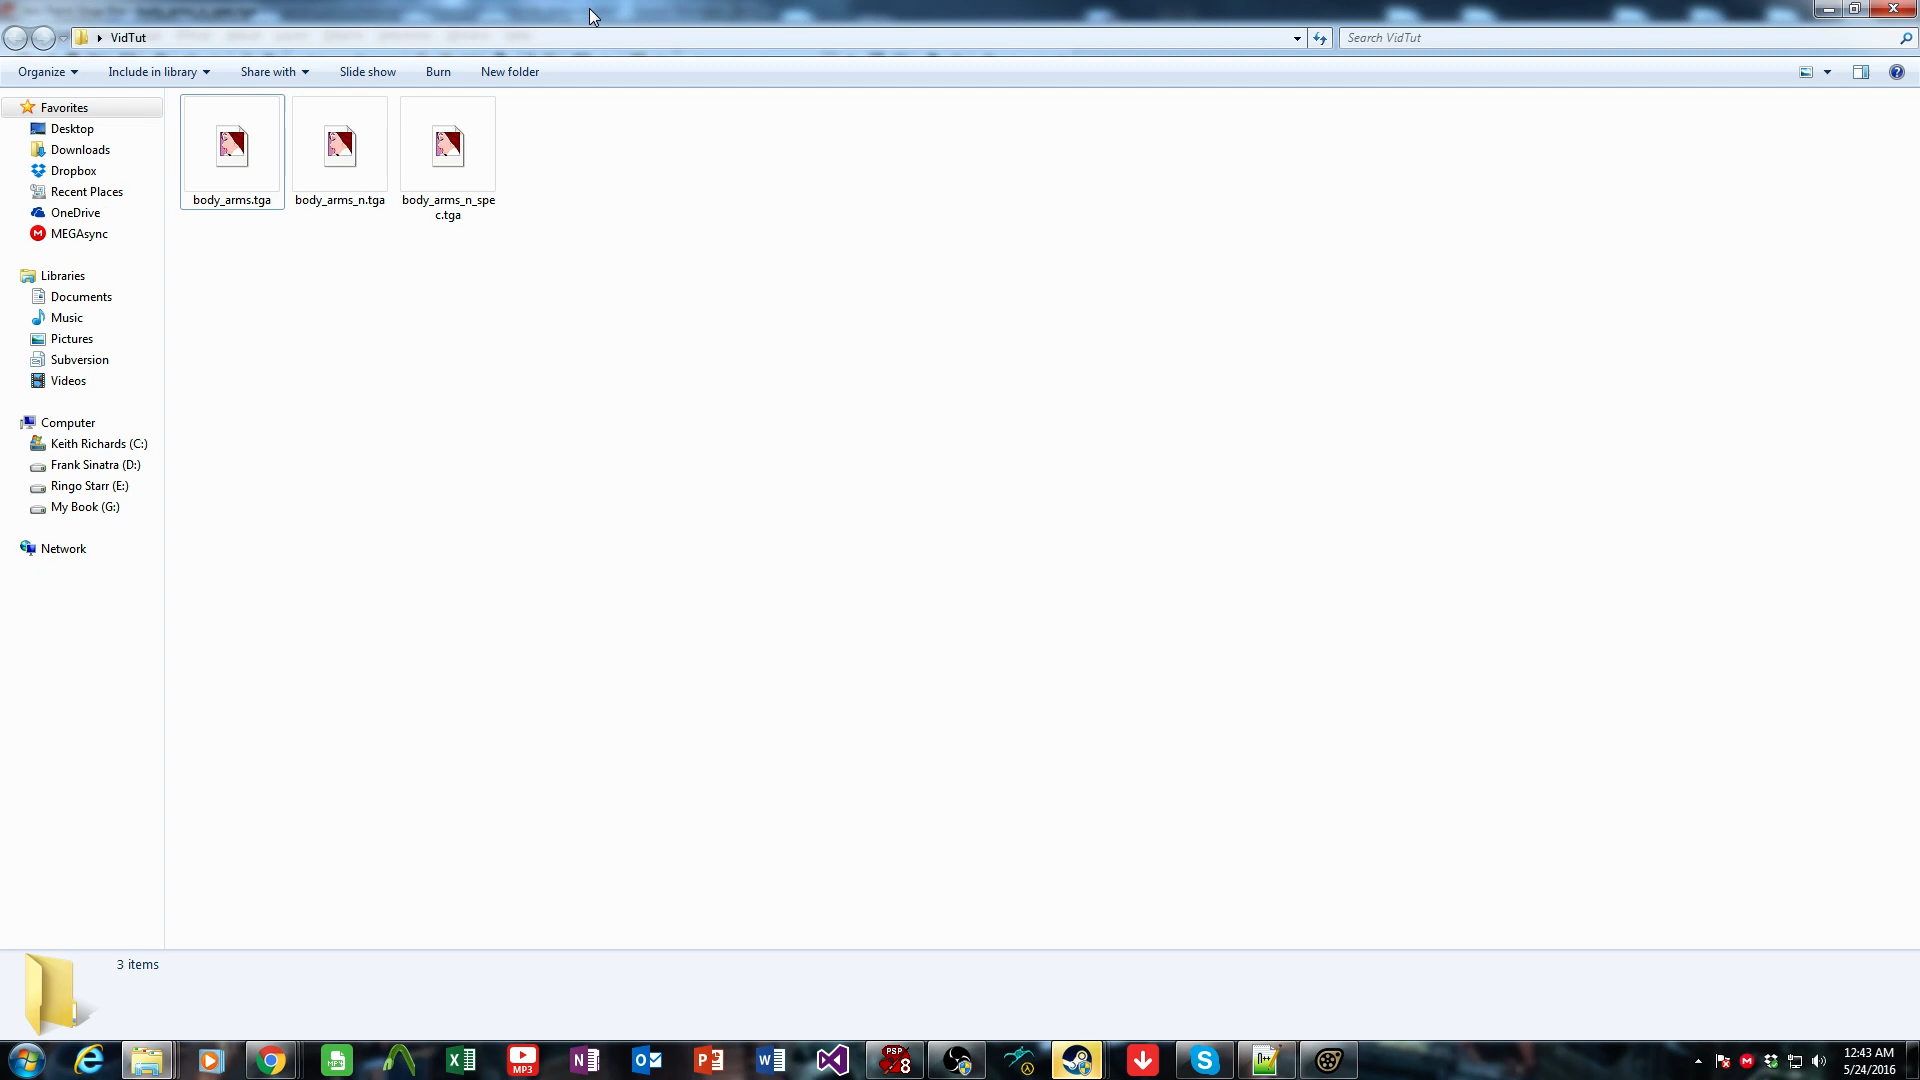 VidTut
Search VidTut
Organize
Include in library
Share with
Slide show
Burn
New folder
Favorites
Desktop
Downloads
Dropbox
Recent Places
OneDrive
MEGAsync
Libraries
Documents
Music
Pictures
Subversion
Videos
Computer
Keith Richards (C:)
Frank Sinatra (D:)
Ringo Starr (E:)
My Book (G:)
Network
body_arms.tga
body_arms_n.tga
body_arms_n_spe
c.tga
3 items
MP3
MP3
PSP
8
12:43 AM
5/24/2016